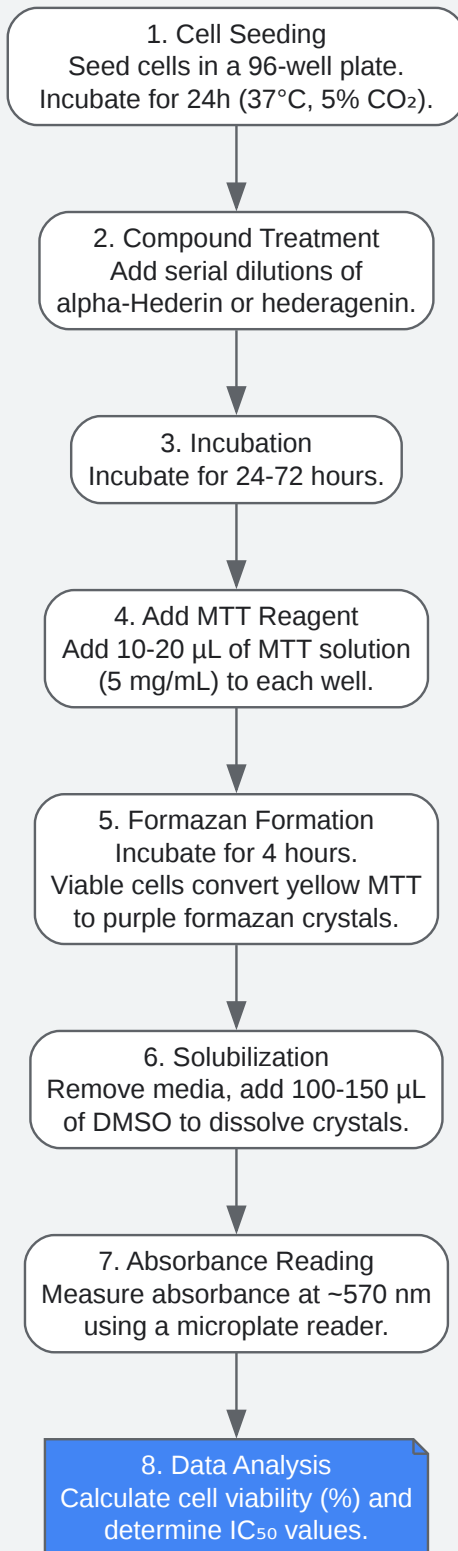 1. Cell Seeding
Seed cells in a 96-well plate.
Incubate for 24h (37°C, 5% CO₂).
2. Compound Treatment
Add serial dilutions of
alpha-Hederin or hederagenin.
3. Incubation
Incubate for 24-72 hours.
4. Add MTT Reagent
Add 10-20 µL of MTT solution
(5 mg/mL) to each well.
5. Formazan Formation
Incubate for 4 hours.
Viable cells convert yellow MTT
to purple formazan crystals.
6. Solubilization
Remove media, add 100-150 µL
of DMSO to dissolve crystals.
7. Absorbance Reading
Measure absorbance at ~570 nm
using a microplate reader.
8. Data Analysis
Calculate cell viability (%) and
determine IC₅₀ values.